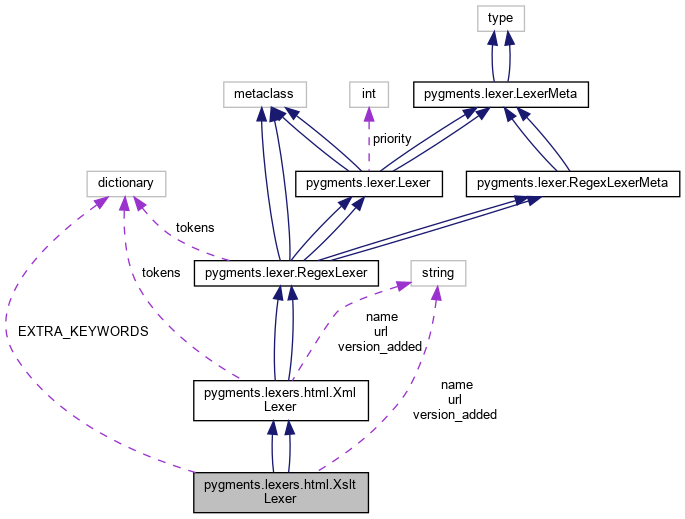 type
metaclass
int
pygments.lexer.LexerMeta
priority
dictionary
pygments.lexer.Lexer
pygments.lexer.RegexLexerMeta
tokens
pygments.lexer.RegexLexer
string
tokens
name
url
version_added
EXTRA_KEYWORDS
pygments.lexers.html.Xml
Lexer
name
url
version_added
pygments.lexers.html.Xslt
Lexer